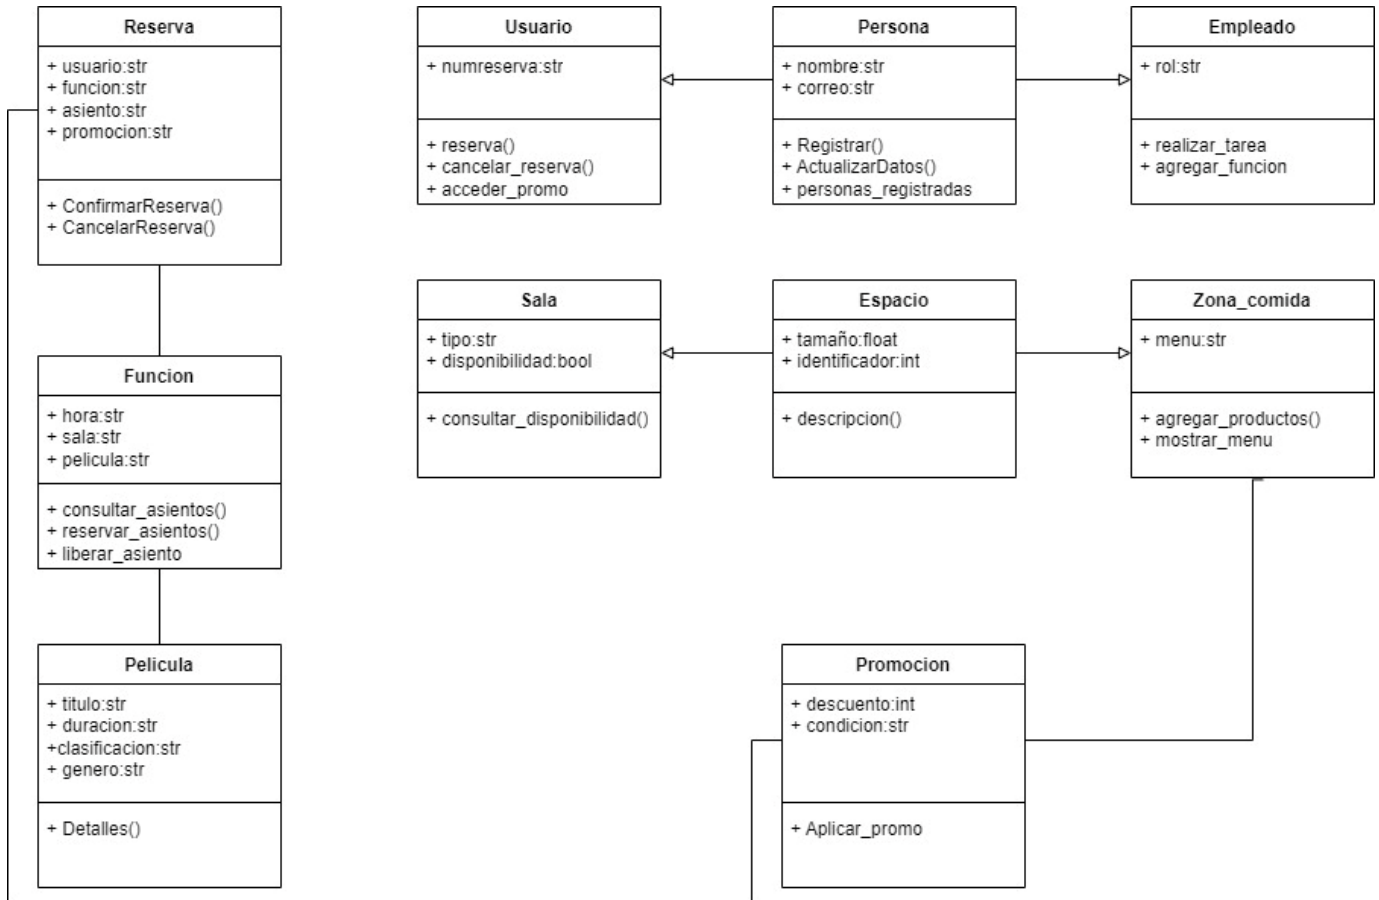 Reserva
+ usuario:str
+ funcion:str
+ asiento:str
+ promocion:str
+ ConfirmarReserva()
+ CancelarReserva()
Usuario
+ numreserva:str
+ reserva()
+ cancelar_reserva()
+ acceder_promo
Persona
+ nombre:str
+ correo:str
+ Registrar()
+ ActualizarDatos()
+ personas_registradas
Empleado
+ rol:str
+ realizar_tarea
+ agregar_funcion
Sala
+ tipo:str
+ disponibilidad:bool
+ consultar_disponibilidad()
Espacio
+ tamaño:float
+ identificador:int
+ descripcion()
Zona_comida
+ menu:str
+ agregar_productos()
+ mostrar_menu
Funcion
+ hora:str
+ sala:str
+ pelicula:str
+ consultar_asientos()
+ reservar_asientos()
+ liberar_asiento
Pelicula
+ titulo:str
+ duracion:str
+clasificacion:str
+ genero:str
+ Detalles()
Promocion
+ descuento:int
+ condicion:str
+ Aplicar_promo